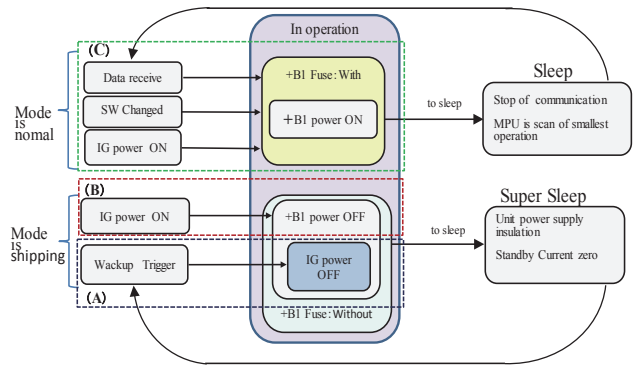 In operation
(C)
Data receive
SW Changed
IG power ON
+B1 Fuse:With
+B1 power ON
to sleep
Sleep
Stop of communication
MPU is scan of smallest
operation
Mode
is
nomal
(B)
IG power ON
+B1 power OFF
to sleep
Super Sleep
Unit power supply
insulation
Standby Current zero
Mode
is
shipping
Wackup Trigger
IG power
OFF
(A)
+B1 Fuse:Without